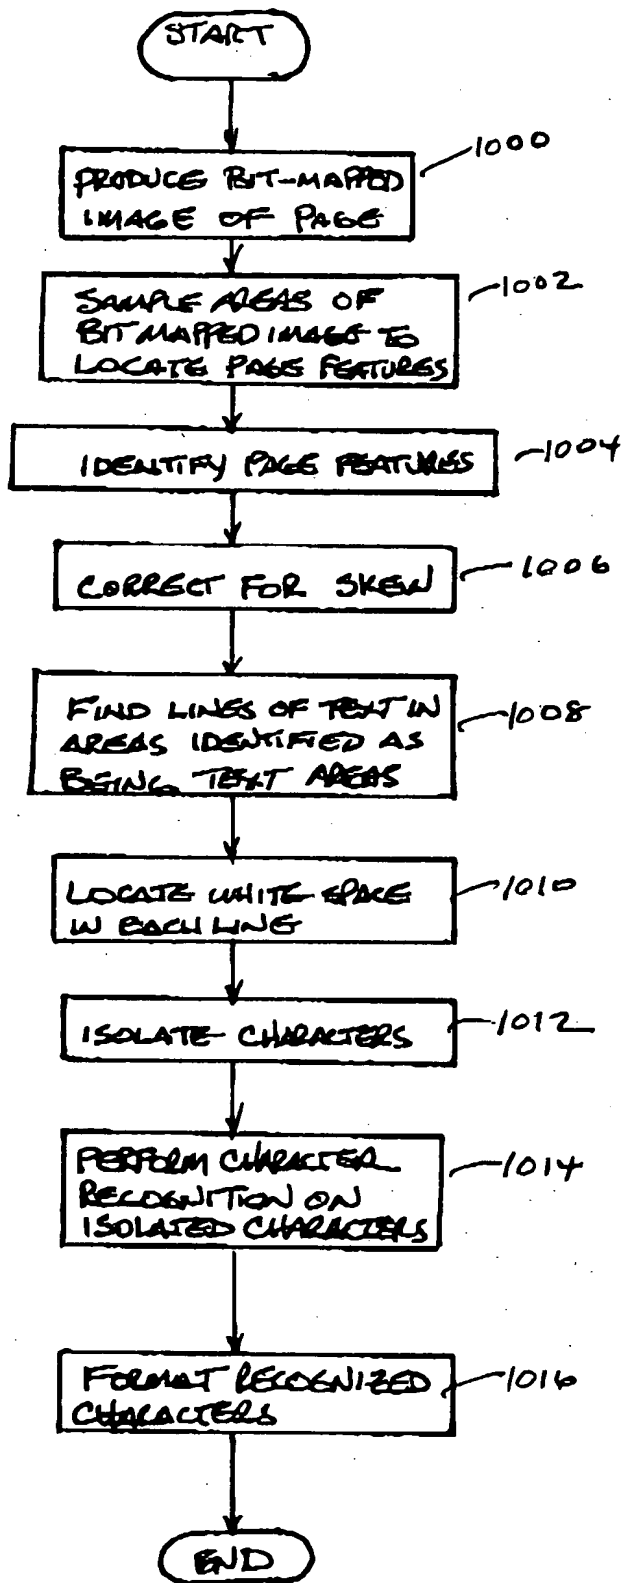 START
1000
PRODUCE BIT-MAPPED
IMAGE OF PAGE
1002
SAMPLE AREAS OF
BIT MAPPED IMAGE TO
LOCATE PAGE FEATURES
IDENTIFY PAGE FEATURES
1004
CORRECT FOR SKEW
1006
FIND LINES OF TEXT IN
AREAS IDENTIFIED AS
BEING TEXT AREAS
1008
LOCATE WHITE SPACE
IN EACH LINE
1010
ISOLATE CHARACTERS
1012
PERFORM CHARACTER
RECOGNITION ON
ISOLATED CHARACTERS
1014
FORMAT RECOGNIZED
CHARACTERS
1016
END